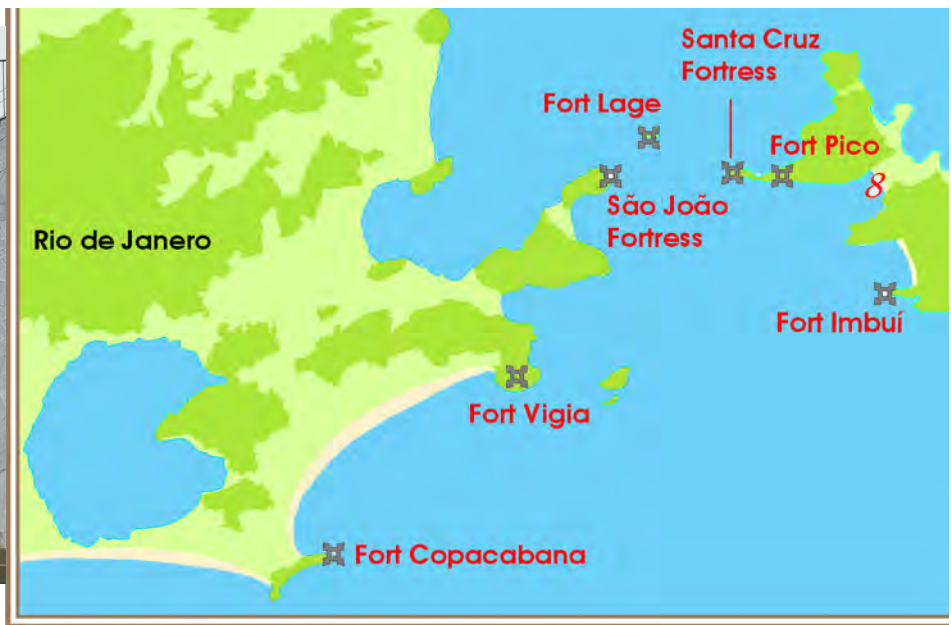 Santa Cruz
Fortress
Fort Lage
Fort Pico
8
São João
Fortress
Rio de Janero
Fort Imbuí
Fort Vigia
Fort Copacabana